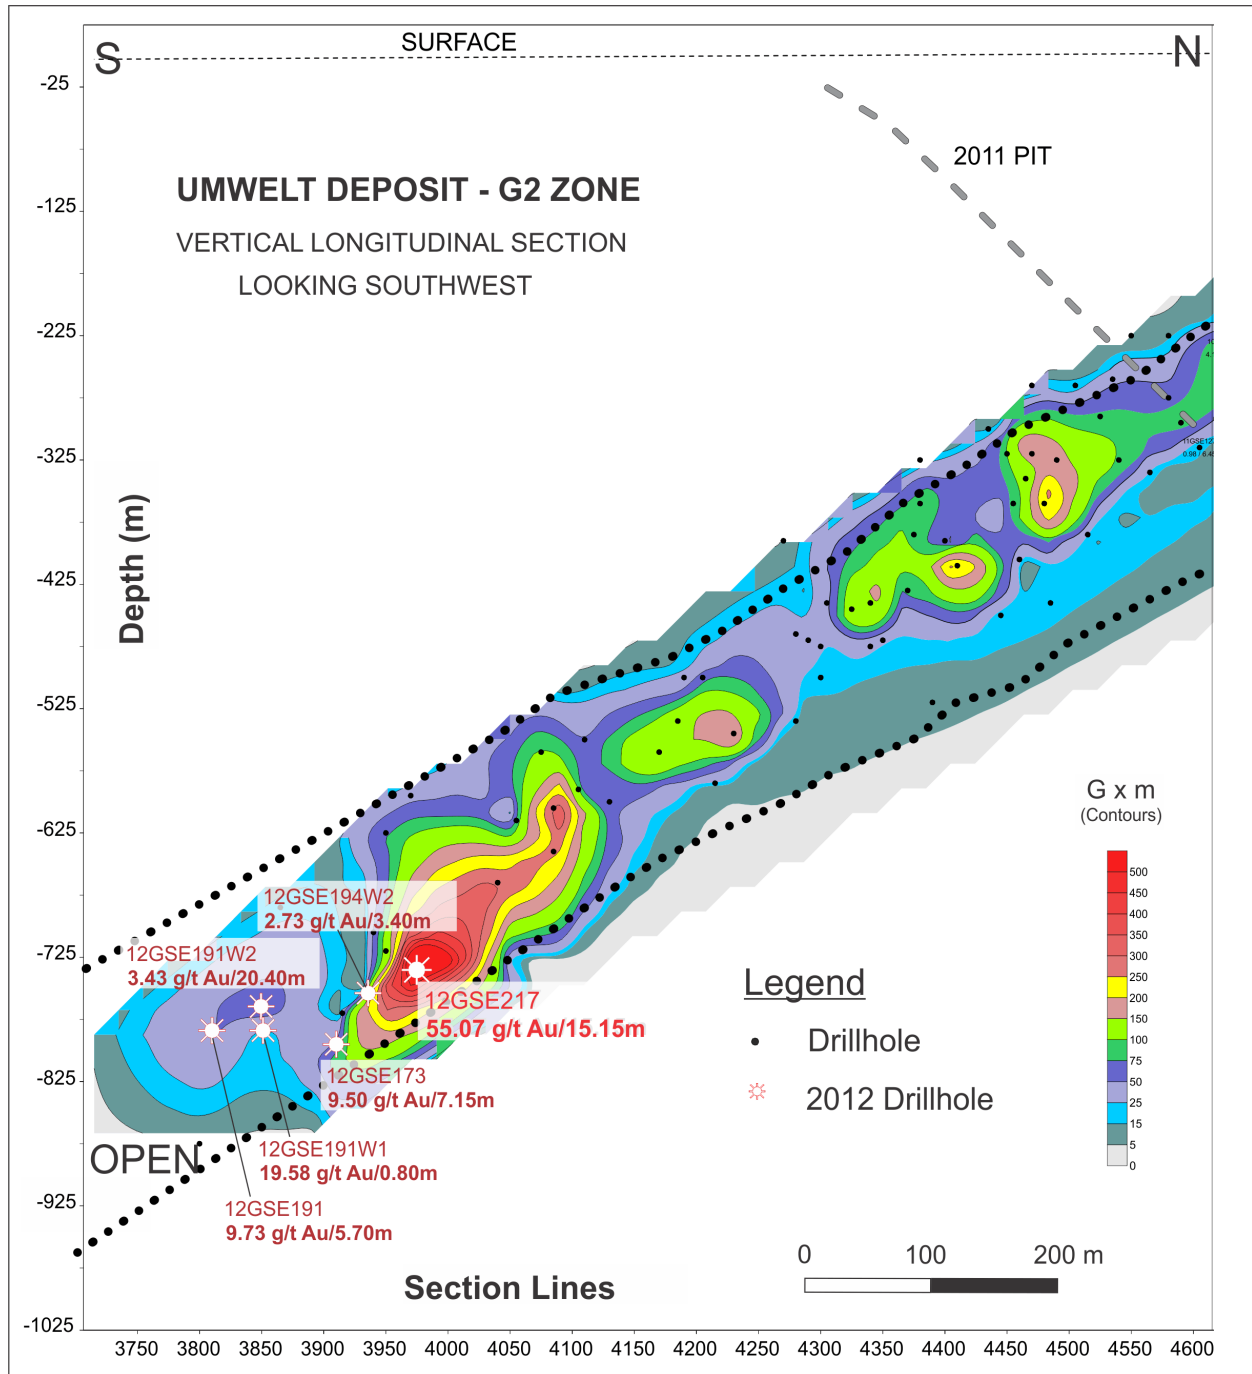 SURFACE
S
N
-25
2011 PIT
UMWELT DEPOSIT - G2 ZONE
-125
VERTICAL LONGITUDINAL SECTION
LOOKING SOUTHWEST
-225
-325
11GSE12
Depth (m)
-425
-525
-625
G x m
(Contours)
500
450
400
350
300
250
200
150
100
75
50
25
15
5
0
12GSE194W2
2.73 g/t Au/3.40m
-725
12GSE191W2
3.43 g/t Au/20.40m
12GSE217
55.07 g/t Au/15.15m
Legend
Drillhole
2012 Drillhole
-825
12GSE173
9.50 g/t Au/7.15m
OPEN
12GSE191W1
19.58 g/t Au/0.80m
-925
12GSE191
9.73 g/t Au/5.70m
0 100 200 m
Section Lines
-1025
3750 3800 3850 3900 3950 4000 4050 4100 4150 4200 4250 4300 4350 4400 4450 4500 4550 4600